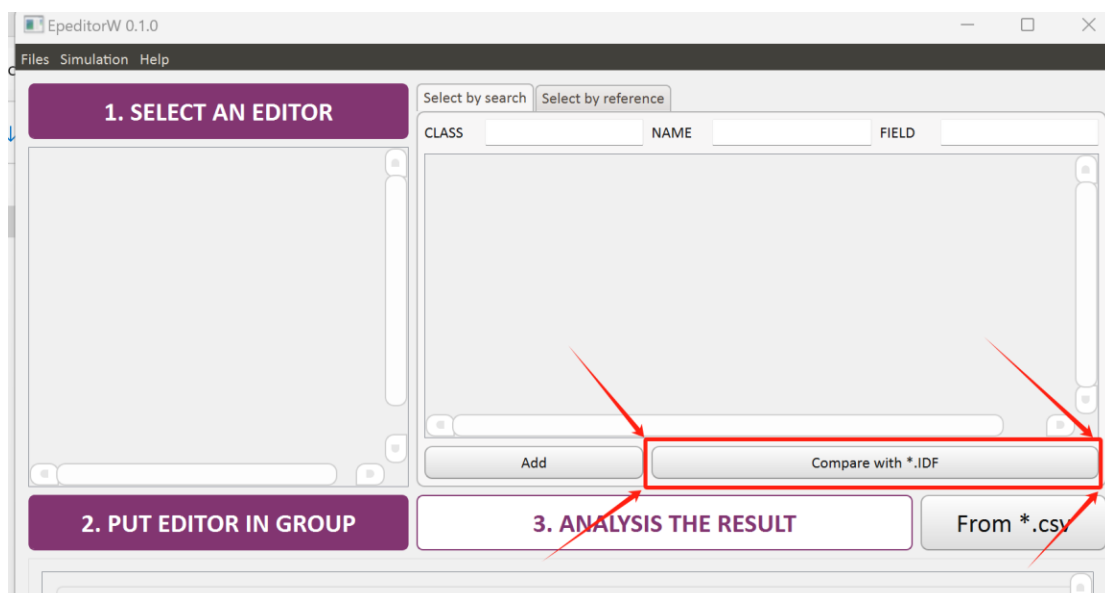 EpeditorW 0.1.0
Files Simulation Help
1. SELECT AN EDITOR
Select by search Select by reference
CLASS NAME FIELD
Add Compare with *.IDF
2. PUT EDITOR IN GROUP 3. ANALYSIS THE RESULT From *.csv